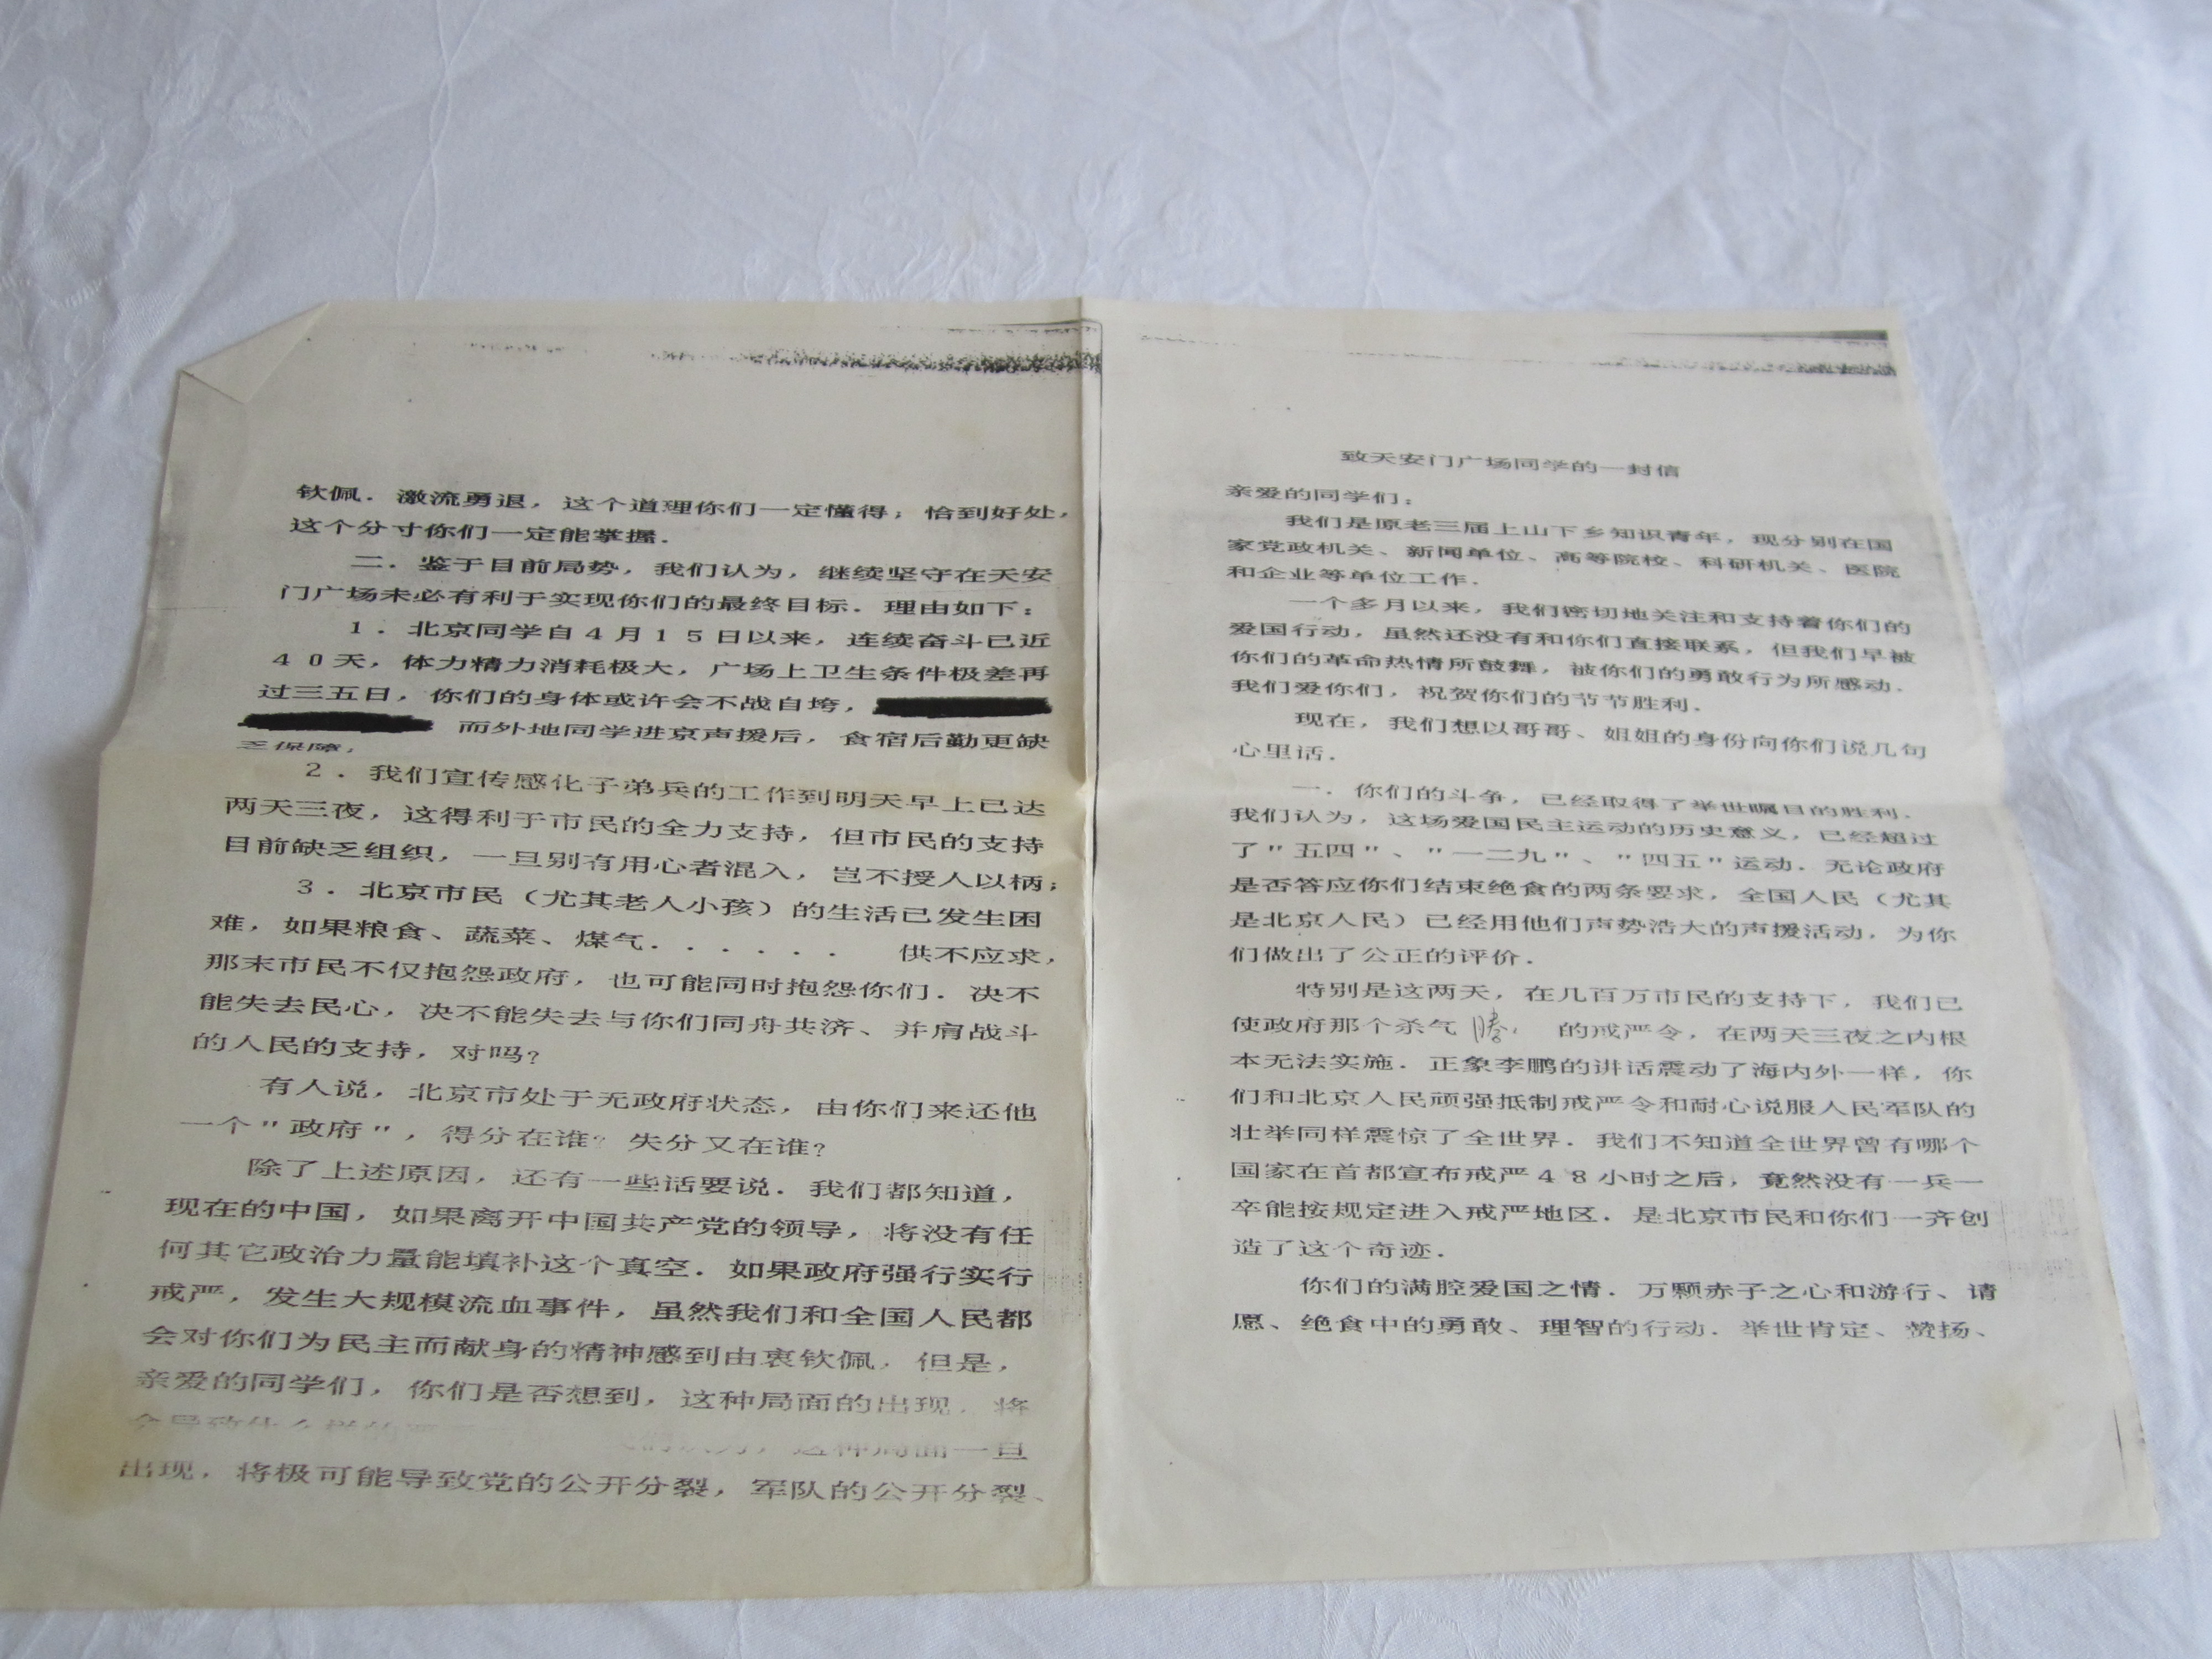 致天安门广场同学的一封信
亲爱的同学们：
我们是原老三届上山下乡知识青年，现分别在国
家党政机关、新闻单位、高等院校、科研机关、医院
和企业等单位工作．
一个多月以来，我们密切地关注和支持着你们的
爱国行动，虽然还没有和你们直接联系，但我们早被
你们的革命热情所鼓舞，被你们的勇敢行为所感动．
我们爱你们，祝贺你们的节节胜利．
现在，我们想以哥哥、姐姐的身份向你们说几句
心里话．
一．你们的斗争，已经取得了举世瞩目的胜利．
我们认为，这场爱国民主运动的历史意义，已经超过
了"五四"、"一二九"、"四五"运动．无论政府
是否答应你们结束绝食的两条要求，全国人民（尤其
是北京人民）已经用他们声势浩大的声援活动，为你
们做出了公正的评价．
特别是这两天，在几百万市民的支持下，我们已
使政府那个杀气腾腾的戒严令，在两天三夜之内根
本无法实施．正象李鹏的讲话震动了海内外一样，你
们和北京人民顽强抵制戒严令和耐心说服人民军队的
壮举同样震惊了全世界．我们不知道全世界曾有哪个
国家在首都宣布戒严48小时之后，竟然没有一兵一
卒能按规定进入戒严地区．是北京市民和你们一齐创
造了这个奇迹．
你们的满腔爱国之情．万颗赤子之心和游行、请
愿、绝食中的勇敢、理智的行动．举世肯定、赞扬、
钦佩．激流勇退，这个道理你们一定懂得；恰到好处，
这个分寸你们一定能掌握．
二．鉴于目前局势，我们认为，继续坚守在天安
门广场未必有利于实现你们的最终目标．理由如下：
1．北京同学自4月15日以来，连续奋斗已近
40天，体力精力消耗极大，广场上卫生条件极差再
过三五日，你们的身体或许会不战自垮，
而外地同学进京声援后，食宿后勤更缺
乏保障；
2．我们宣传感化子弟兵的工作到明天早上已达
两天三夜，这得利于市民的全力支持，但市民的支持
目前缺乏组织，一旦别有用心者混入，岂不授人以柄；
3．北京市民（尤其老人小孩）的生活已发生困
难，如果粮食、蔬菜、煤气．．．．．．供不应求，
那末市民不仅抱怨政府，也可能同时抱怨你们．决不
能失去民心，决不能失去与你们同舟共济、并肩战斗
的人民的支持，对吗？
有人说，北京市处于无政府状态，由你们来还他
一个"政府"，得分在谁？失分又在谁？
除了上述原因，还有一些话要说．我们都知道，
现在的中国，如果离开中国共产党的领导，将没有任
何其它政治力量能填补这个真空．如果政府强行实行
戒严，发生大规模流血事件，虽然我们和全国人民都
会对你们为民主而献身的精神感到由衷钦佩．但是，
亲爱的同学们，你们是否想到，这种局面的出现，将
会导致什么样的 我们认为，这种局面一旦
出现，将极可能导致党的公开分裂，军队的公开分裂、